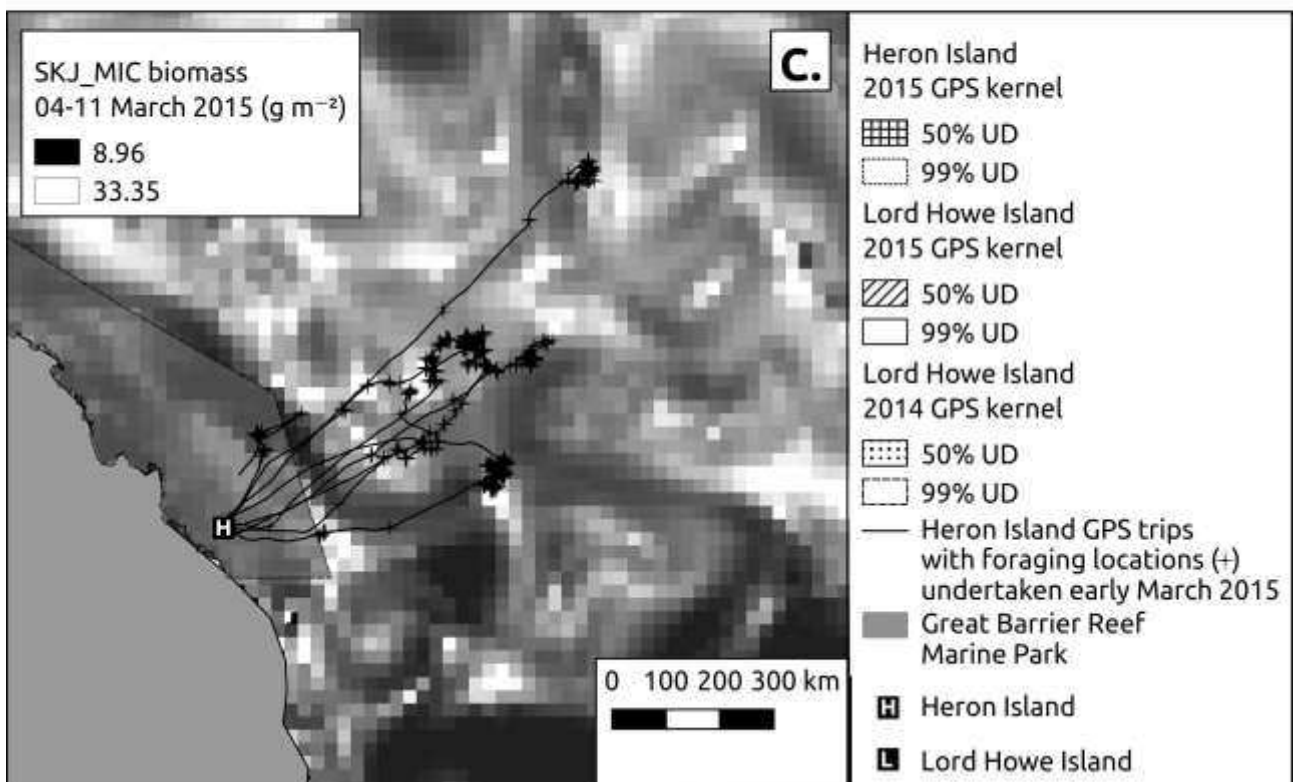 SKJ_MIC biomass
04-11 March 2015 (g m⁻²)
8.96
33.35
C.
H
0 100 200 300 km
Heron Island
2015 GPS kernel
50% UD
99% UD
Lord Howe Island
2015 GPS kernel
50% UD
99% UD
Lord Howe Island
2014 GPS kernel
50% UD
99% UD
Heron Island GPS trips
with foraging locations (+)
undertaken early March 2015
Great Barrier Reef
Marine Park
H Heron Island
L Lord Howe Island